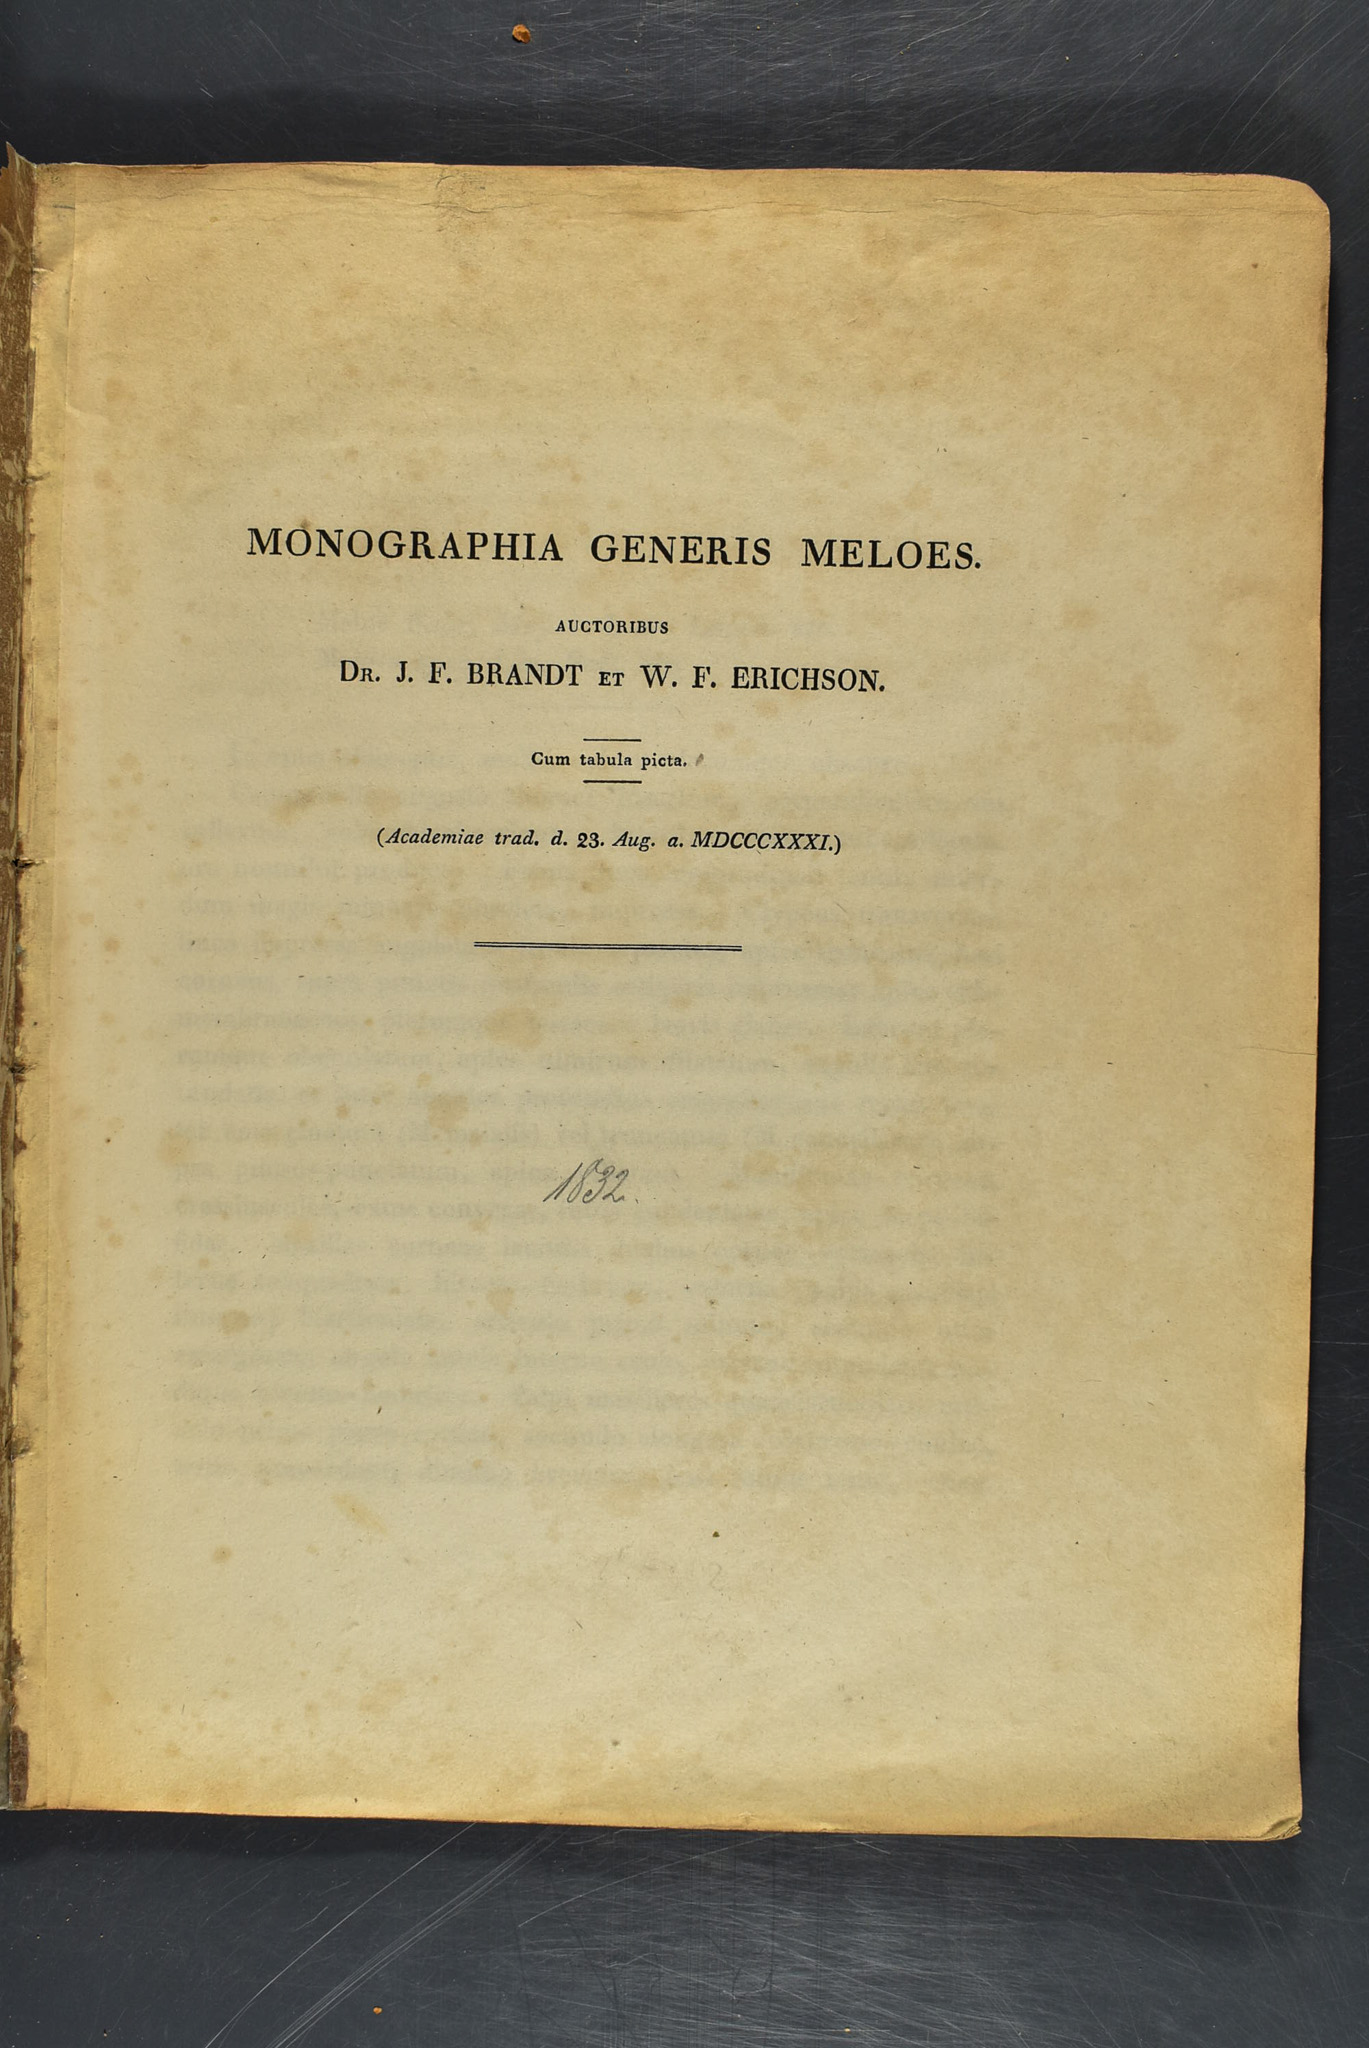 MONOGRAPHIA GENERIS MELOES.
AUCTORIBUS
DR. J. F. BRANDT ET W. F. ERICHSON.
Cum tabula picta.
(Academiae trad. d. 23. Aug. a. MDCCCXXXI.)
1832.